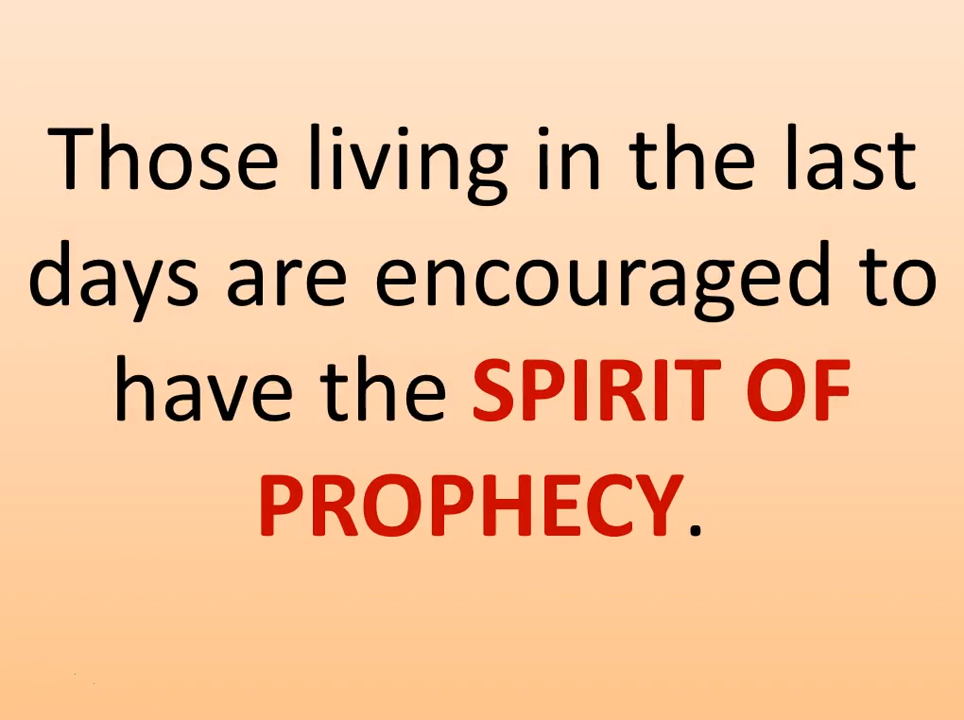 Those living in the last
days are encouraged to
have the SPIRIT OF
PROPHECY.